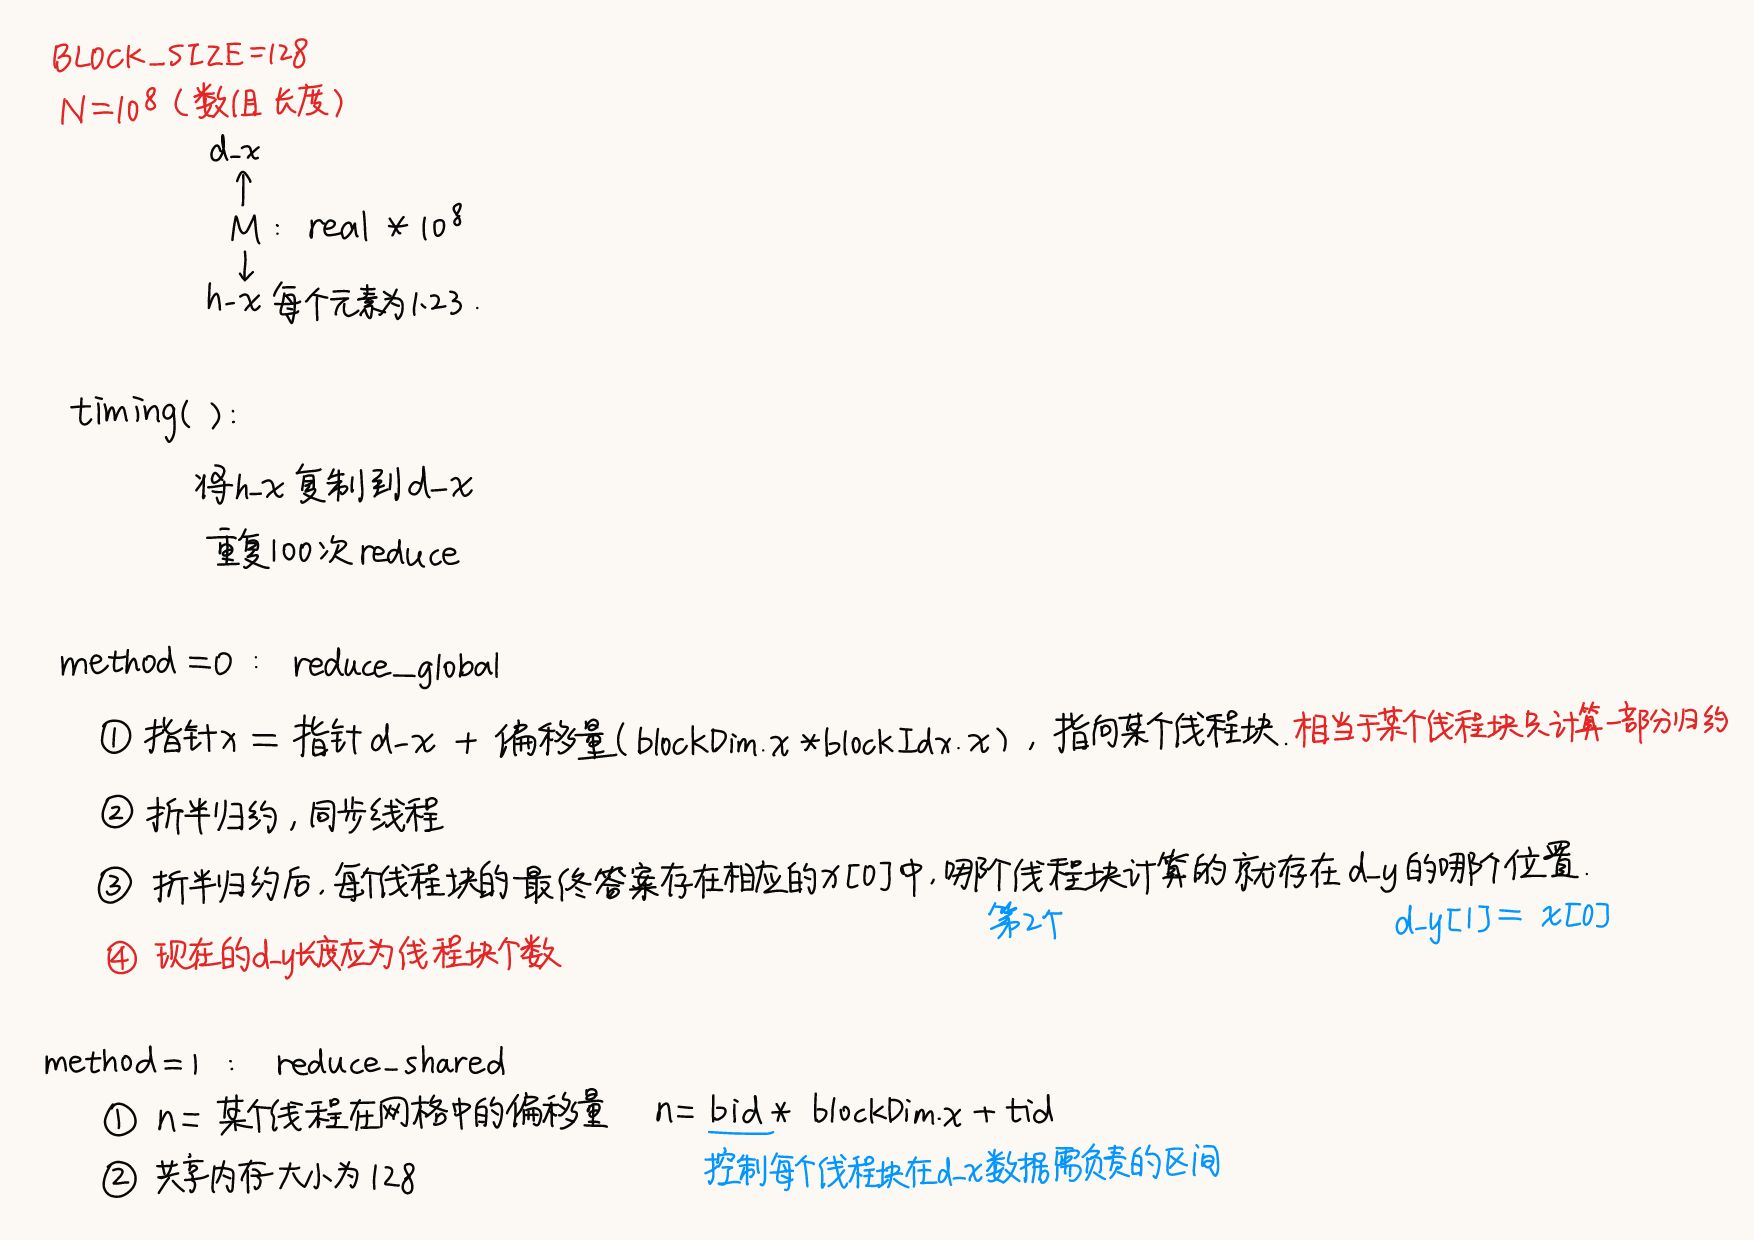 BLOCK_SIZE=128
N=10⁸ (数组长度)
d_x
↑
M: real * 10⁸
↓
h-x 每个元素为1.23.
timing( ):
将h_x复制到d_x
重复100次reduce
method=0: reduce_global
① 指针x = 指针d_x + 偏移量(blockDim.x*blockIdx.x), 指向某个线程块. 相当于某个线程块只计算一部分归约
② 折半归约,同步线程
③ 折半归约后,每个线程块的最终答案存在相应的x[0]中,哪个线程块计算的就存在d_y的哪个位置.
第2个 d_y[1]= x[0]
④ 现在的d_y长度应为线程块个数
method=1: reduce_shared
① n= 某个线程在网格中的偏移量 n= bid* blockDim.x + tid
控制每个线程块在d_x数据需负责的区间
② 共享内存大小为128